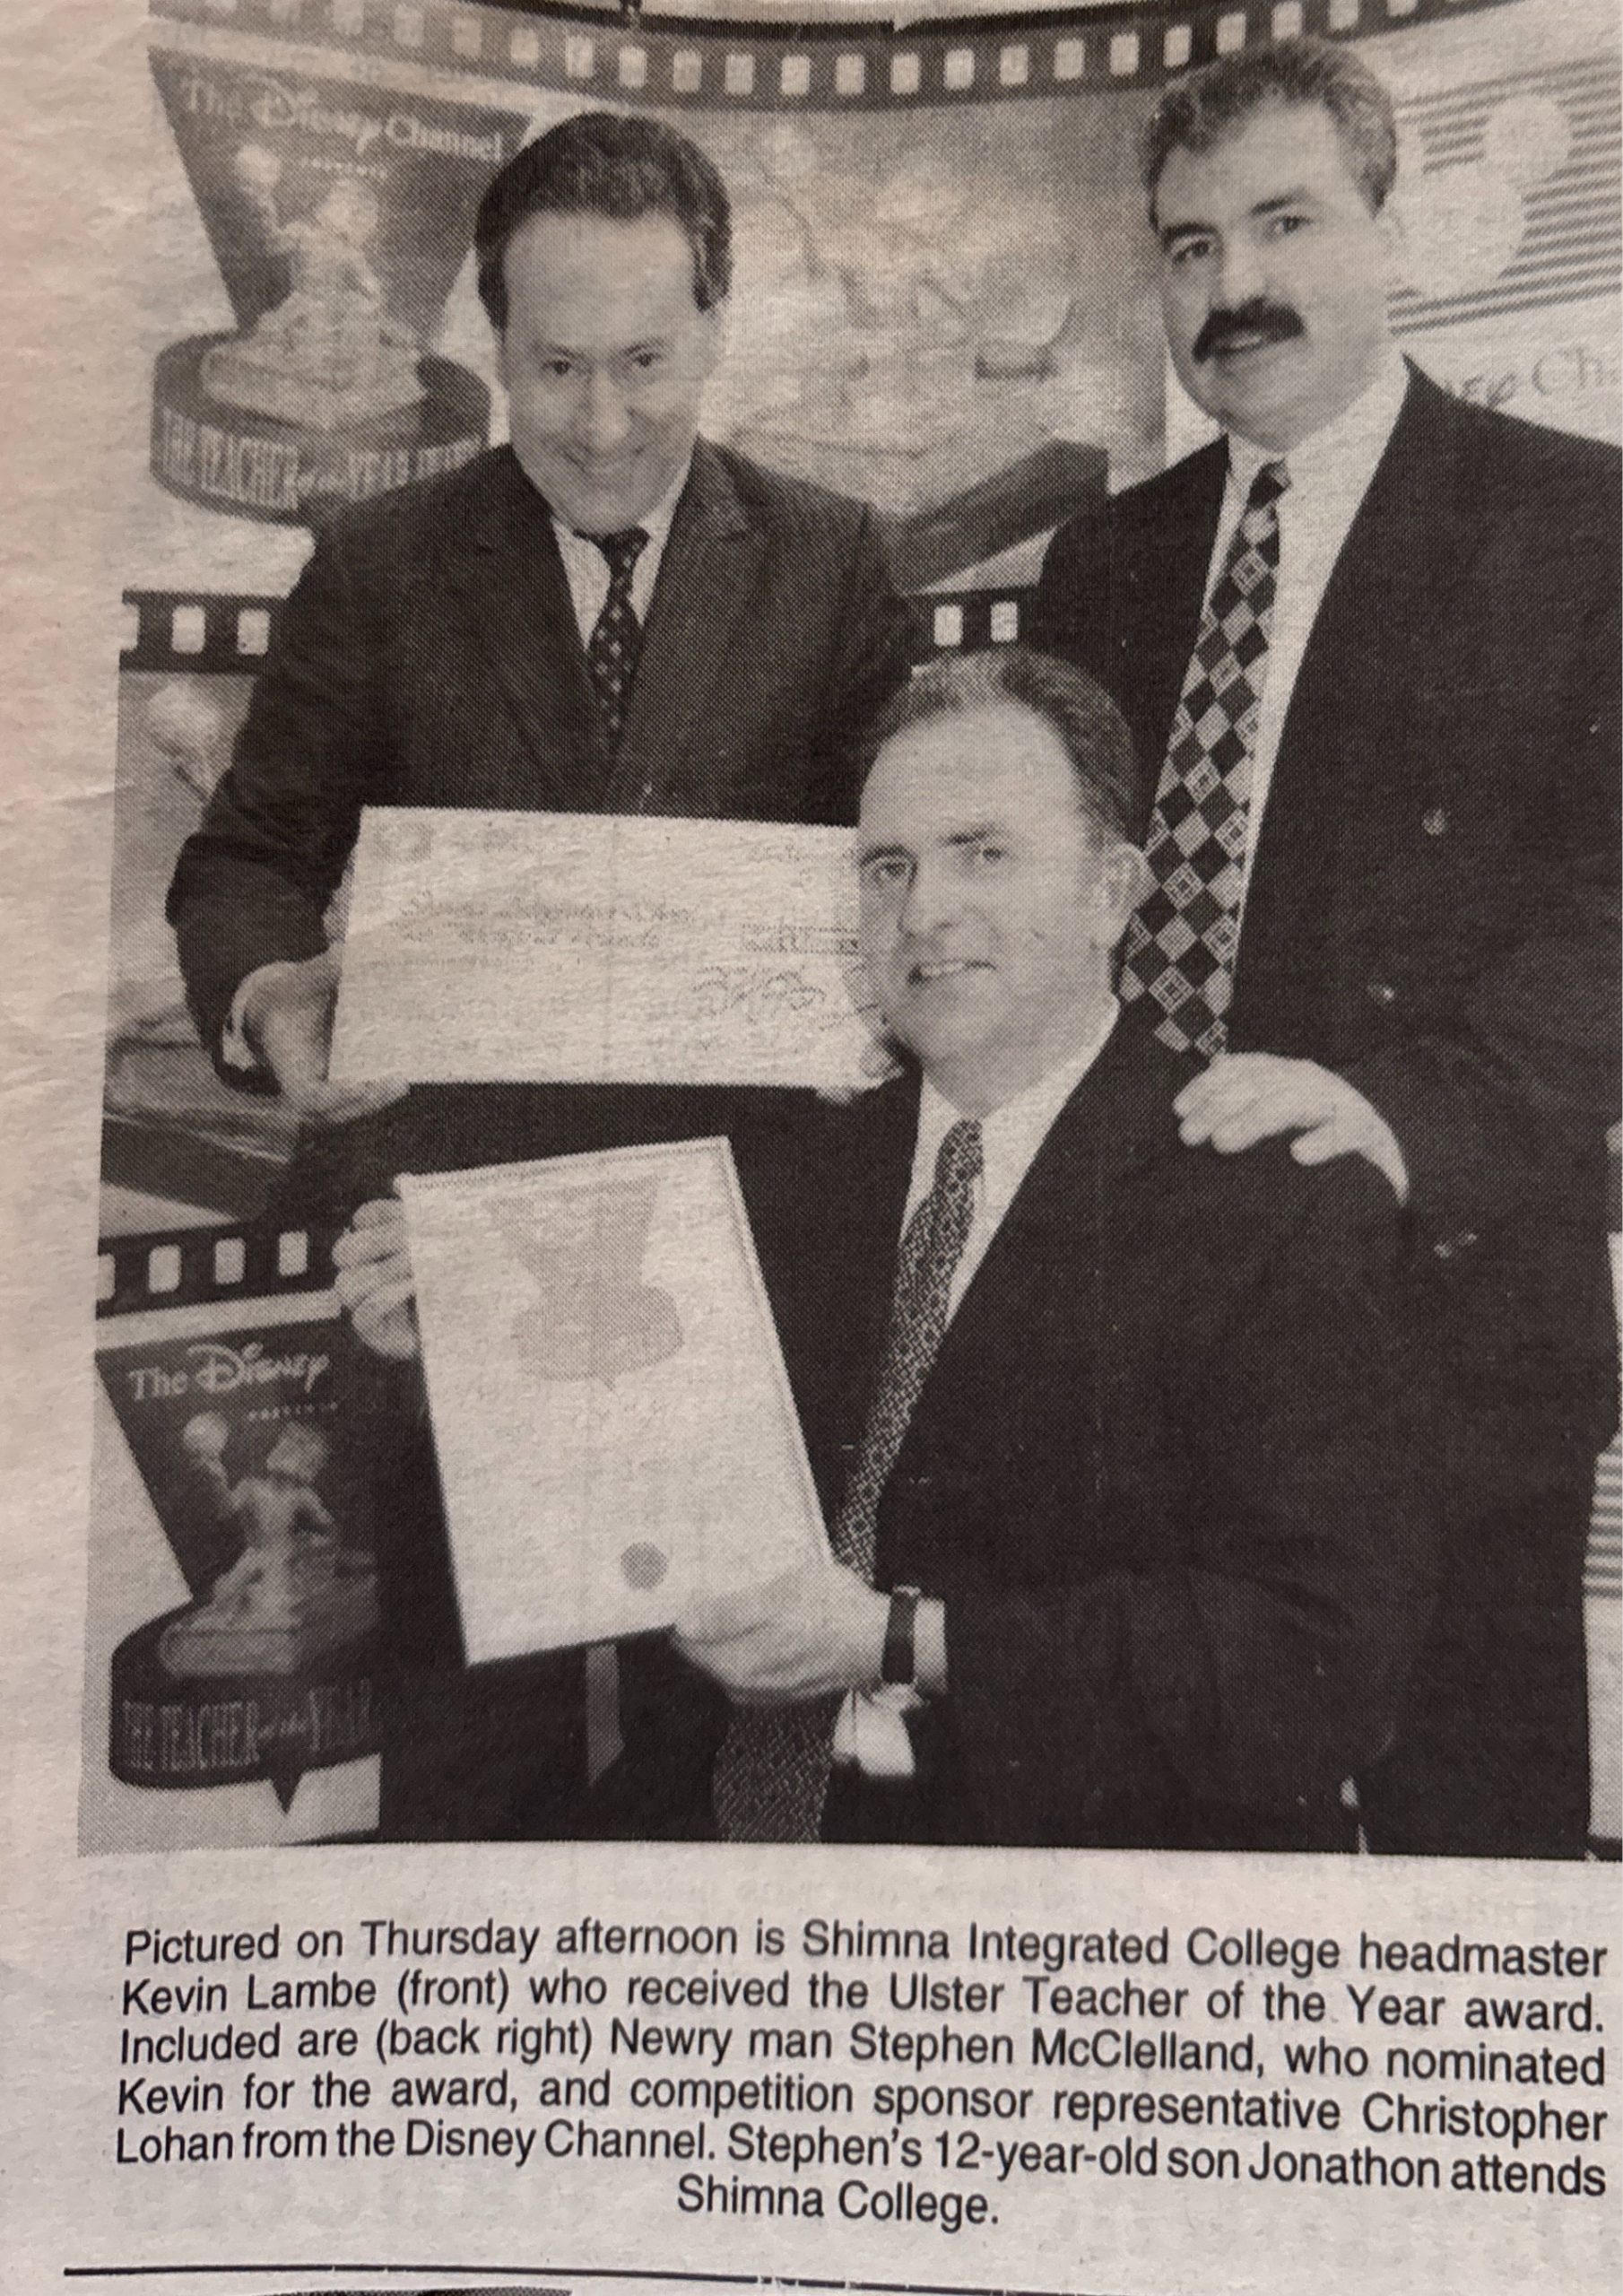 The Disney Channel
PRESENTS
THE TEACHER of the YEAR
Cha
The Disney
PRESENTS
THE TEACHER of the YEAR
Pictured on Thursday afternoon is Shimna Integrated College headmaster
Kevin Lambe (front) who received the Ulster Teacher of the Year award.
Included are (back right) Newry man Stephen McClelland, who nominated
Kevin for the award, and competition sponsor representative Christopher
Lohan from the Disney Channel. Stephen's 12-year-old son Jonathon attends
Shimna College.